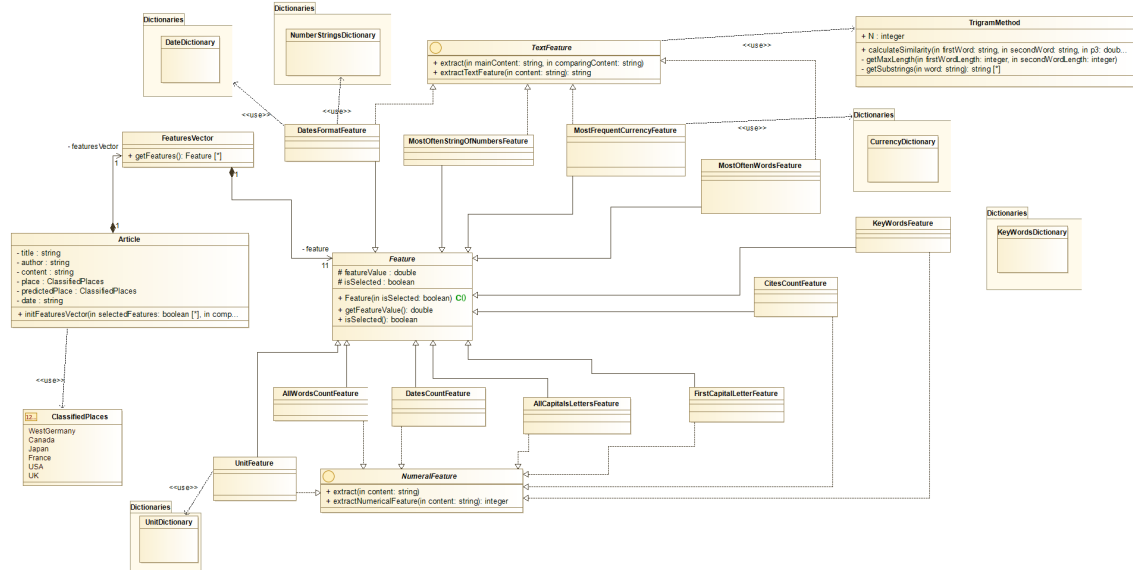 Dictionaries
DateDictionary
Dictionaries
NumberStringsDictionary
TextFeature
+ extract(in mainContent: string, in comparingContent: string)
+ extractTextFeature(in content: string): string
<<use>>
TrigramMethod
+ N : integer
+ calculateSimilarity(in firstWord: string, in secondWord: string, in p3: doub...
- getMaxLength(in firstWordLength: integer, in secondWordLength: integer)
- getSubstrings(in word: string): string [*]
<<use>>
<<use>>
FeaturesVector
+ getFeatures(): Feature [*]
- featuresVector
1
1
1
DatesFormatFeature
MostOftenStringOfNumbersFeature
MostFrequentCurrencyFeature
<<use>>
Dictionaries
CurrencyDictionary
MostOftenWordsFeature
KeyWordsFeature
Dictionaries
KeyWordsDictionary
Article
- title : string
- author : string
- content : string
- place : ClassifiedPlaces
- predictedPlace : ClassifiedPlaces
- date : string
+ initFeaturesVector(in selectedFeatures: boolean [*], in comp...
- feature
11
Feature
# featureValue : double
# isSelected : boolean
+ Feature(in isSelected: boolean) C()
+ getFeatureValue(): double
+ isSelected(): boolean
CitesCountFeature
<<use>>
AllWordsCountFeature
DatesCountFeature
AllCapitalsLettersFeature
FirstCapitalLetterFeature
12...
ClassifiedPlaces
WestGermany
Canada
Japan
France
USA
UK
UnitFeature
<<use>>
NumeralFeature
+ extract(in content: string)
+ extractNumericalFeature(in content: string): integer
Dictionaries
UnitDictionary